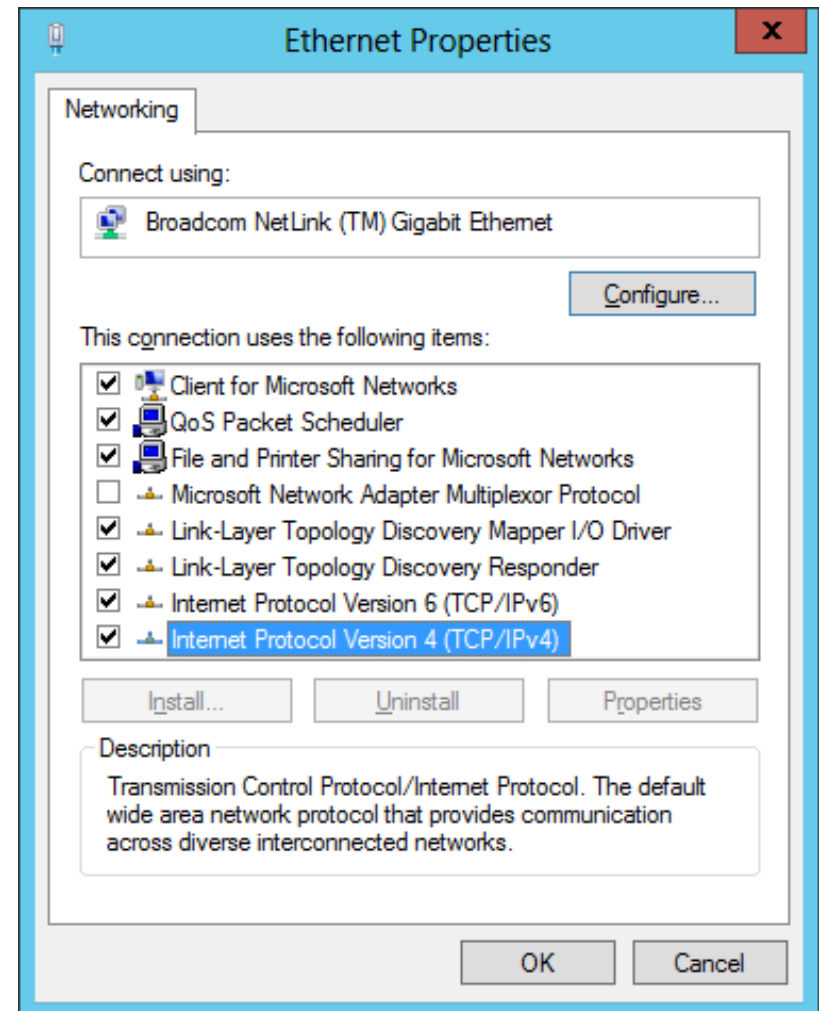 Ethernet Properties
x
Networking
Connect using:
Broadcom NetLink (TM) Gigabit Ethernet
Configure...
This connection uses the following items:
Client for Microsoft Networks
QoS Packet Scheduler
File and Printer Sharing for Microsoft Networks
Microsoft Network Adapter Multiplexor Protocol
Link-Layer Topology Discovery Mapper I/O Driver
Link-Layer Topology Discovery Responder
Internet Protocol Version 6 (TCP/IPv6)
Internet Protocol Version 4 (TCP/IPv4)
Install... Uninstall Properties
Description
Transmission Control Protocol/Internet Protocol. The default
wide area network protocol that provides communication
across diverse interconnected networks.
OK Cancel